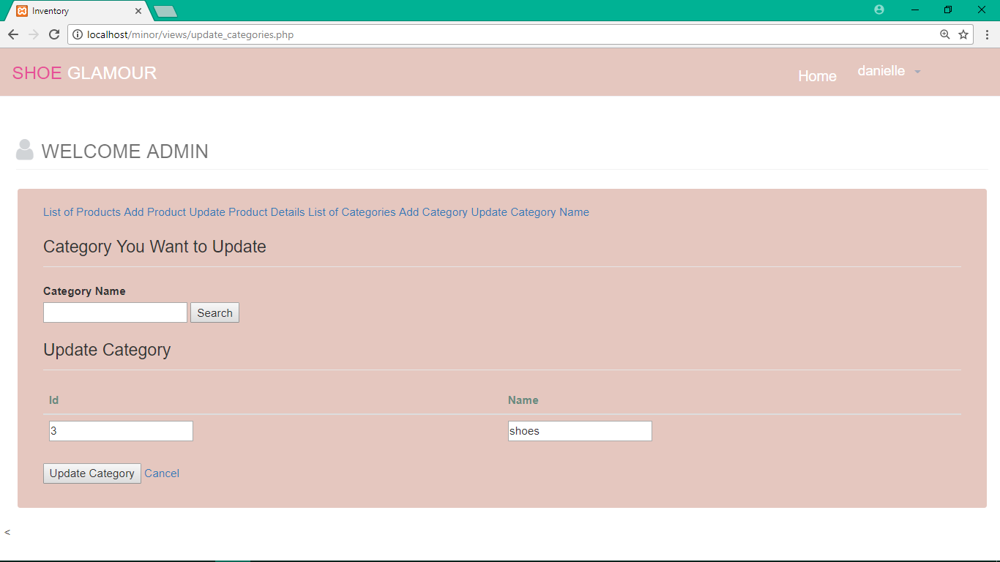 Inventory
localhost/minor/views/update_categories.php
SHOE GLAMOUR
Home
danielle
WELCOME ADMIN
List of Products Add Product Update Product Details List of Categories Add Category Update Category Name
Category You Want to Update
Category Name
Search
Update Category
Id Name
3 shoes
Update Category Cancel
<